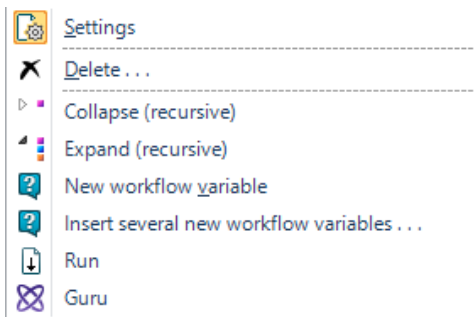 Settings
Delete . . .
Collapse (recursive)
Expand (recursive)
New workflow variable
Insert several new workflow variables . . .
Run
Guru